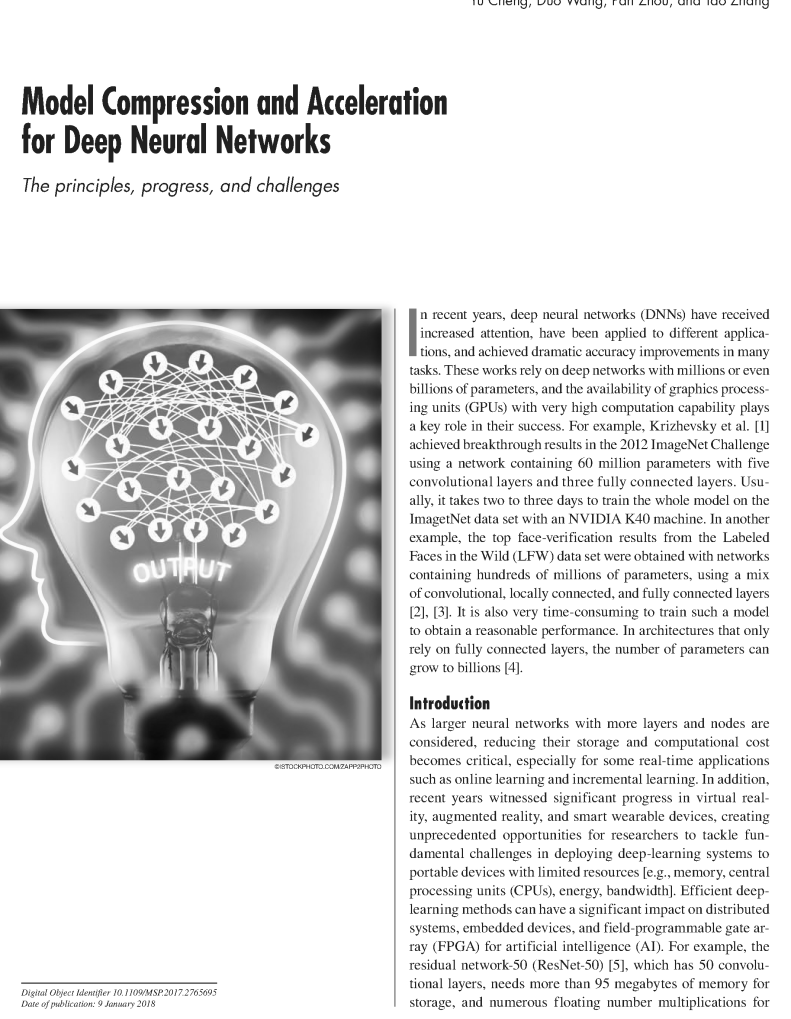 Yu Cheng, Duo Wang, Pan Zhou, and Tao Zhang
Model Compression and Acceleration
for Deep Neural Networks
The principles, progress, and challenges
OUTPUT
©ISTOCKPHOTO.COM/ZAPP2PHOTO
In recent years, deep neural networks (DNNs) have received
increased attention, have been applied to different applica-
tions, and achieved dramatic accuracy improvements in many
tasks. These works rely on deep networks with millions or even
billions of parameters, and the availability of graphics process-
ing units (GPUs) with very high computation capability plays
a key role in their success. For example, Krizhevsky et al. [1]
achieved breakthrough results in the 2012 ImageNet Challenge
using a network containing 60 million parameters with five
convolutional layers and three fully connected layers. Usu-
ally, it takes two to three days to train the whole model on the
ImagetNet data set with an NVIDIA K40 machine. In another
example, the top face-verification results from the Labeled
Faces in the Wild (LFW) data set were obtained with networks
containing hundreds of millions of parameters, using a mix
of convolutional, locally connected, and fully connected layers
[2], [3]. It is also very time-consuming to train such a model
to obtain a reasonable performance. In architectures that only
rely on fully connected layers, the number of parameters can
grow to billions [4].
Introduction
As larger neural networks with more layers and nodes are
considered, reducing their storage and computational cost
becomes critical, especially for some real-time applications
such as online learning and incremental learning. In addition,
recent years witnessed significant progress in virtual real-
ity, augmented reality, and smart wearable devices, creating
unprecedented opportunities for researchers to tackle fun-
damental challenges in deploying deep-learning systems to
portable devices with limited resources [e.g., memory, central
processing units (CPUs), energy, bandwidth]. Efficient deep-
learning methods can have a significant impact on distributed
systems, embedded devices, and field-programmable gate ar-
ray (FPGA) for artificial intelligence (AI). For example, the
residual network-50 (ResNet-50) [5], which has 50 convolu-
tional layers, needs more than 95 megabytes of memory for
storage, and numerous floating number multiplications for
Digital Object Identifier 10.1109/MSP.2017.2765695
Date of publication: 9 January 2018